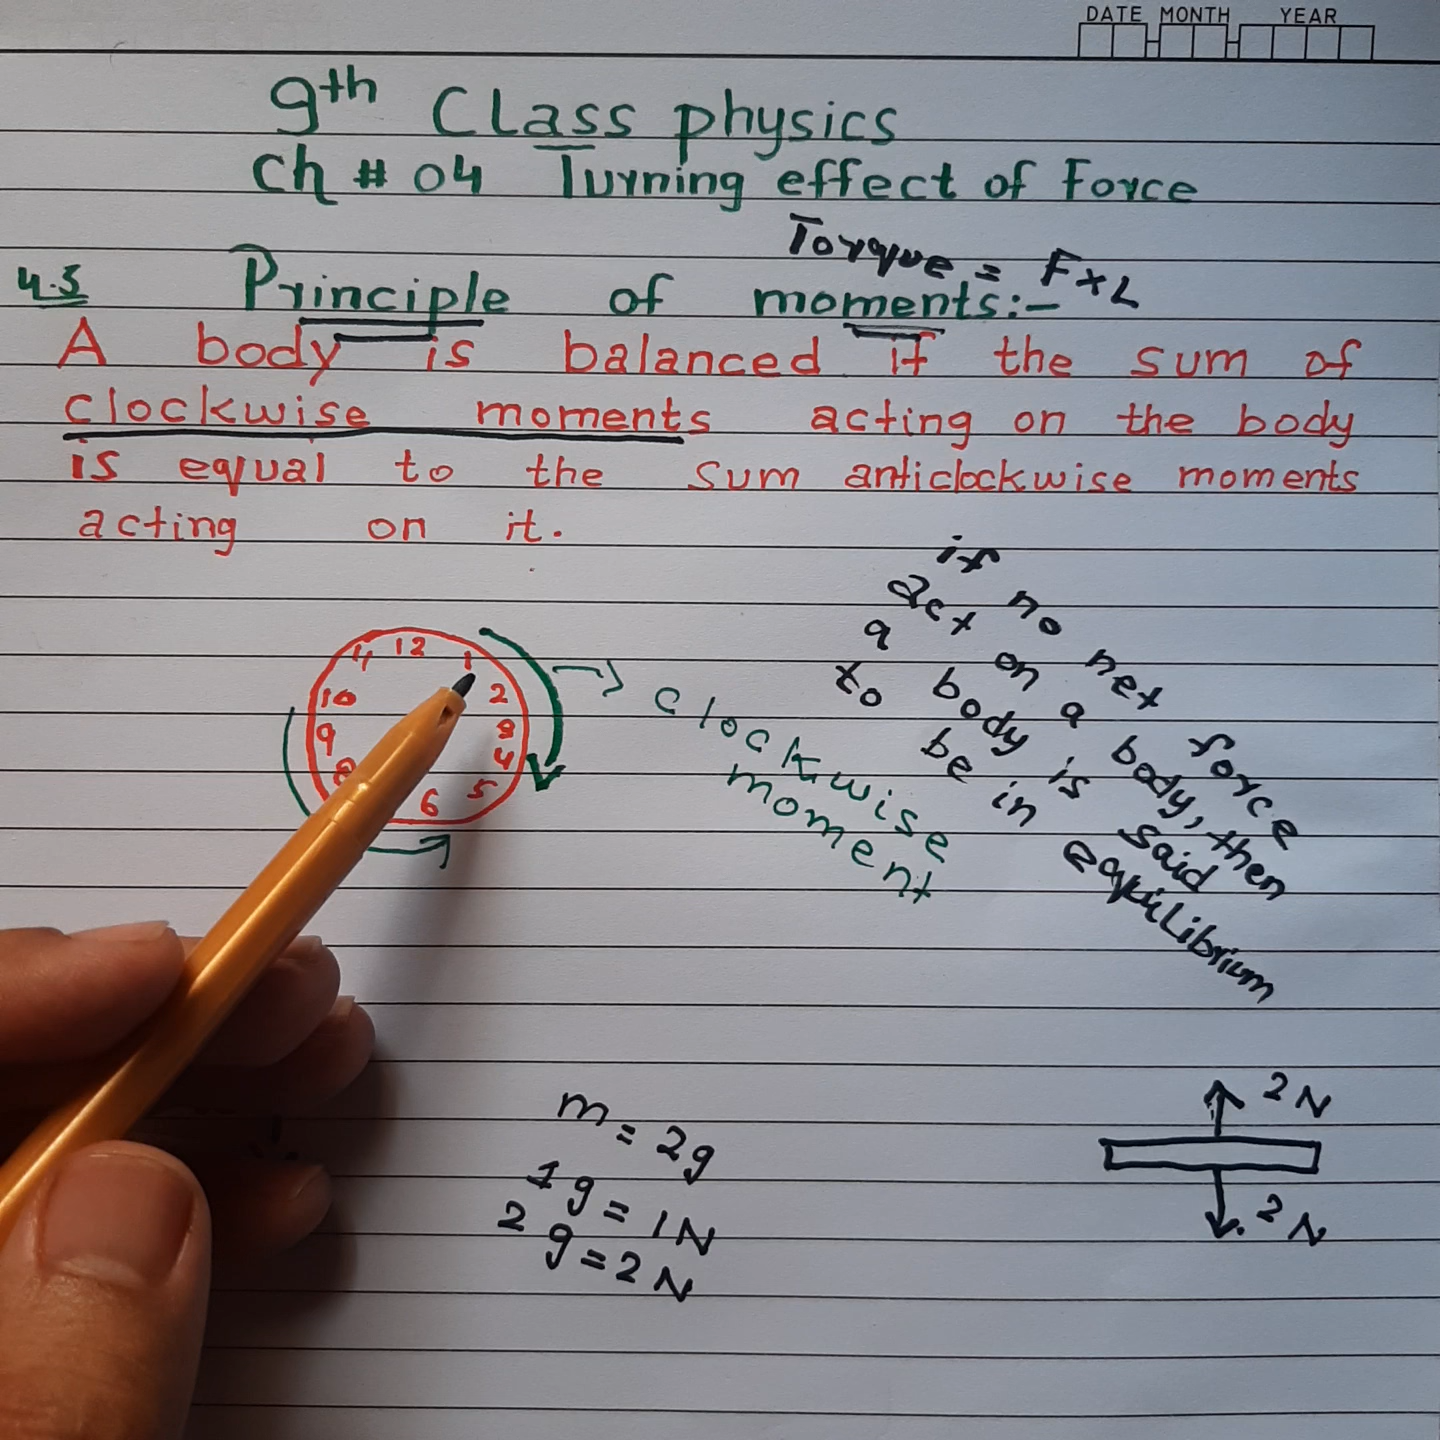 DATE MONTH YEAR
9th Class physics
Ch # 04 Turning effect of Force
Torque = F x L
4.3 Principle of moments:-
A body is balanced if the sum of
clockwise moments acting on the body
is equal to the sum anticlockwise moments
acting on it.
if no net force
act on a body, then
a body is said
to be in equilibrium
12
11 1
10 2
9 3
8 4
5
6
Clockwise
moment
m = 2g
1g = 1N
2g = 2N
2N
2N